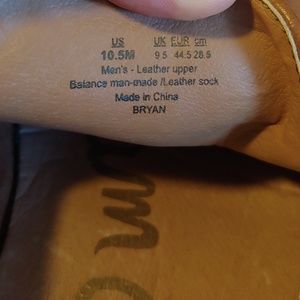 US UK EUR cm
10.5M 9.5 44.5 28.5
Men's - Leather upper
Balance man-made /Leather sock
Made in China
BRYAN